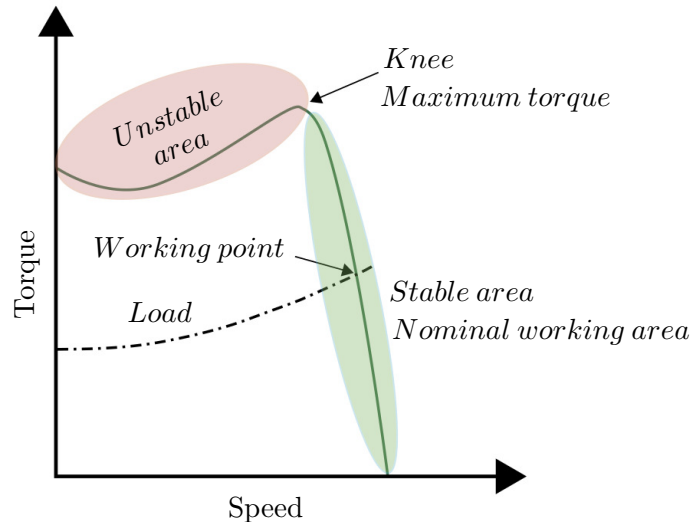 Knee
Maximum torque
Unstable
area
Working point
Load
Stable area
Nominal working area
Torque
Speed